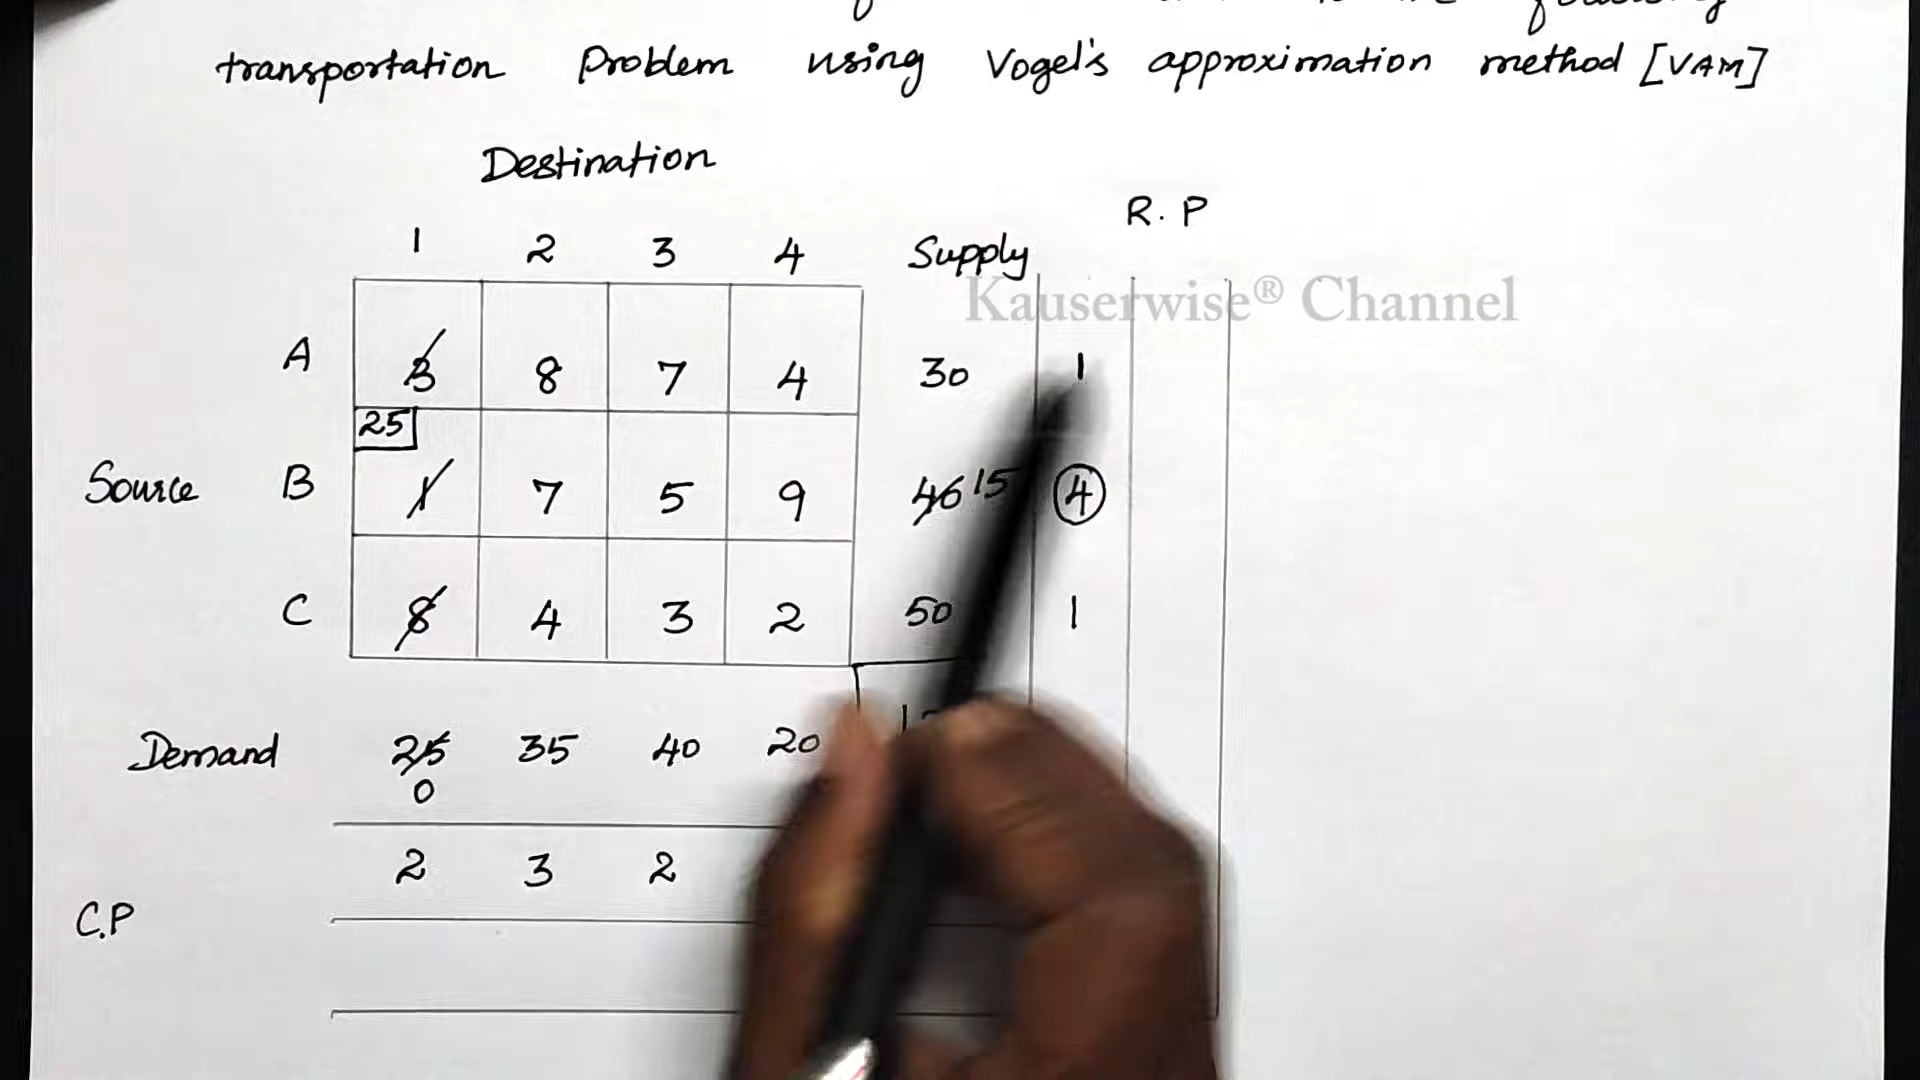 transportation Problem using Vogel's approximation method [VAM]
Destination
R. P
1 2 3 4 Supply
Kauserwise® Channel
A 3 8 7 4 30 1
25
Source B 1 7 5 9 40 15 4
C 8 4 3 2 50 1
Demand 25 35 40 20
0
2 3 2
C.P